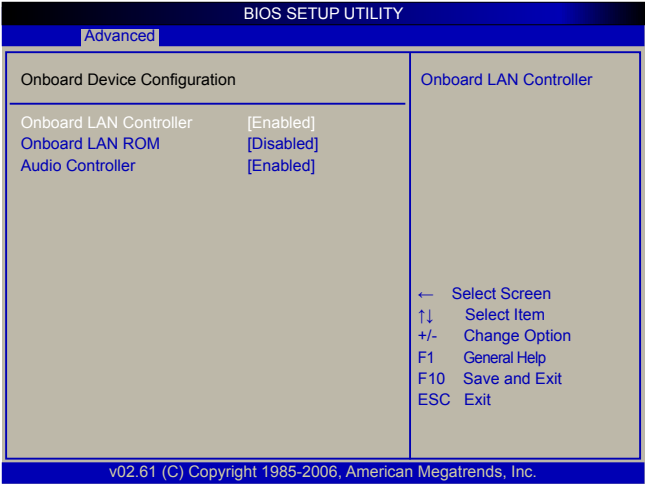 BIOS SETUP UTILITY
Advanced
Onboard Device Configuration
Onboard LAN Controller [Enabled]
Onboard LAN ROM [Disabled]
Audio Controller [Enabled]
Onboard LAN Controller
← Select Screen
↑↓ Select Item
+/- Change Option
F1 General Help
F10 Save and Exit
ESC Exit
v02.61 (C) Copyright 1985-2006, American Megatrends, Inc.